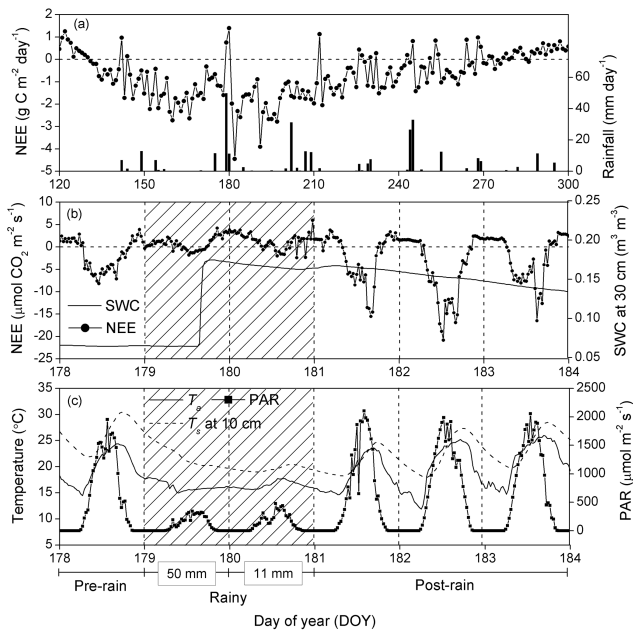 (a)
NEE (g C m-2 day-1)
2
1
0
-1
-2
-3
-4
-5
Rainfall (mm day-1)
60
40
20
0
120 150 180 210 240 270 300
(b)
NEE (μmol CO2 m-2 s-1)
10
5
0
-5
-10
-15
-20
-25
SWC
NEE
SWC at 30 cm (m3 m-3)
0.25
0.20
0.15
0.10
0.05
178 179 180 181 182 183 184
(c)
Temperature (°C)
35
30
25
20
15
10
5
Ta
PAR
Ts at 10 cm
PAR (μmol m-2 s-1)
2500
2000
1500
1000
500
0
178 179 180 181 182 183 184
Pre-rain 50 mm 11 mm Post-rain
Rainy
Day of year (DOY)